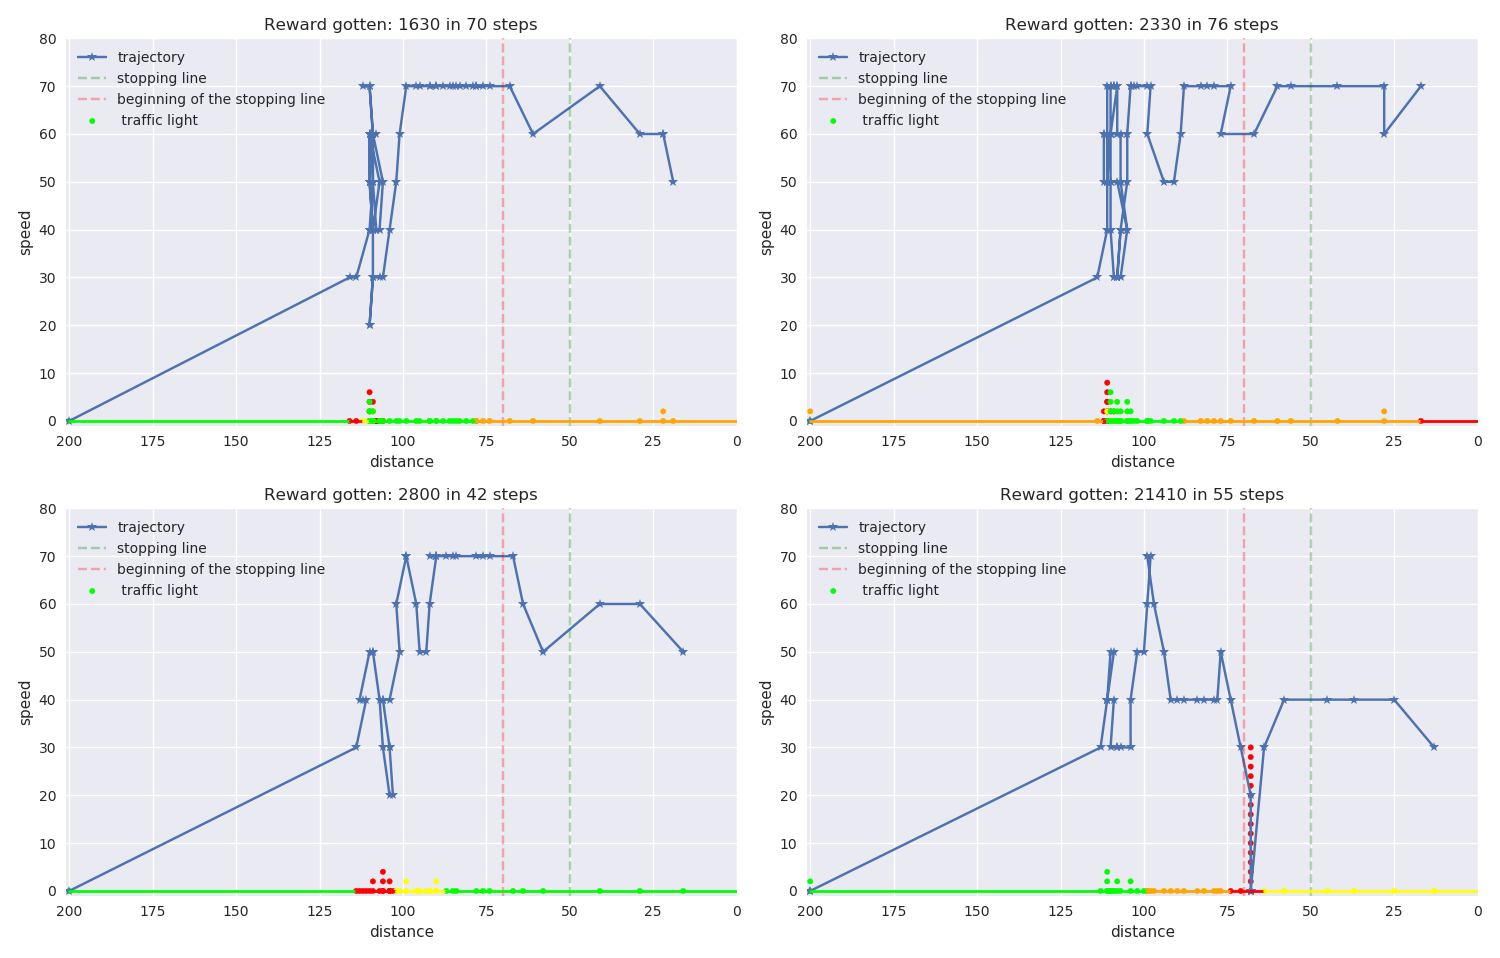 Reward gotten: 1630 in 70 steps
80
70
60
50
40
30
20
10
0
speed
trajectory
stopping line
beginning of the stopping line
traffic light
200 175 150 125 100 75 50 25 0
distance
Reward gotten: 2330 in 76 steps
80
70
60
50
40
30
20
10
0
speed
trajectory
stopping line
beginning of the stopping line
traffic light
200 175 150 125 100 75 50 25 0
distance
Reward gotten: 2800 in 42 steps
80
70
60
50
40
30
20
10
0
speed
trajectory
stopping line
beginning of the stopping line
traffic light
200 175 150 125 100 75 50 25 0
distance
Reward gotten: 21410 in 55 steps
80
70
60
50
40
30
20
10
0
speed
trajectory
stopping line
beginning of the stopping line
traffic light
200 175 150 125 100 75 50 25 0
distance